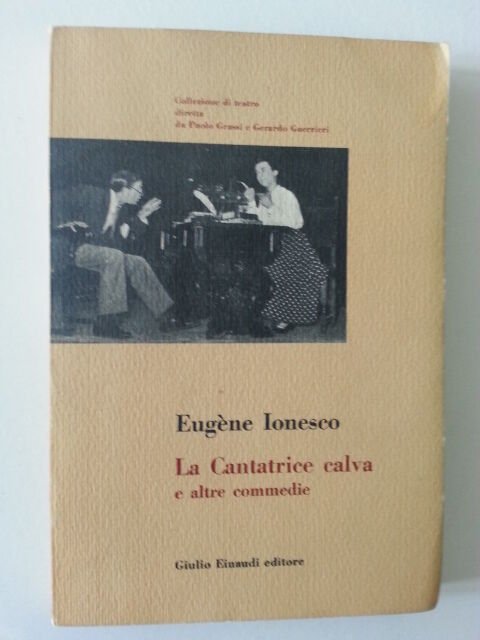 Collezione di teatro
diretta
da Paolo Grassi e Gerardo Guerrieri
Eugène Ionesco
La Cantatrice calva
e altre commedie
Giulio Einaudi editore